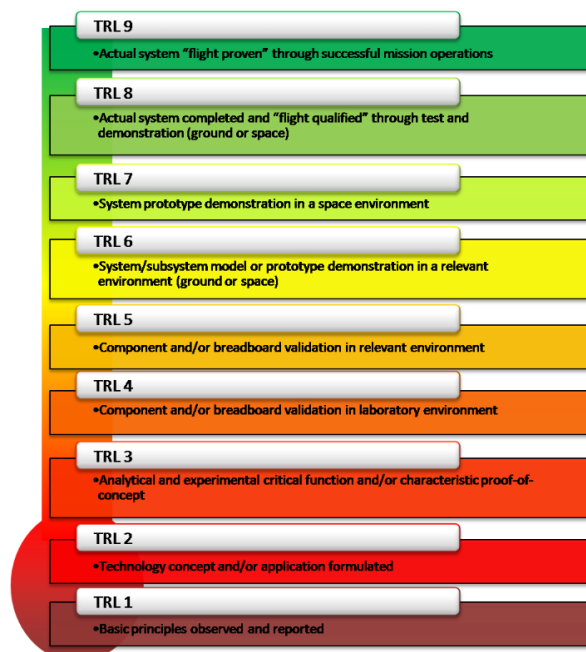 TRL 9
•Actual system “flight proven” through successful mission operations
TRL 8
•Actual system completed and “flight qualified” through test and
demonstration (ground or space)
TRL 7
•System prototype demonstration in a space environment
TRL 6
•System/subsystem model or prototype demonstration in a relevant
environment (ground or space)
TRL 5
•Component and/or breadboard validation in relevant environment
TRL 4
•Component and/or breadboard validation in laboratory environment
TRL 3
•Analytical and experimental critical function and/or characteristic proof-of-
concept
TRL 2
•Technology concept and/or application formulated
TRL 1
•Basic principles observed and reported